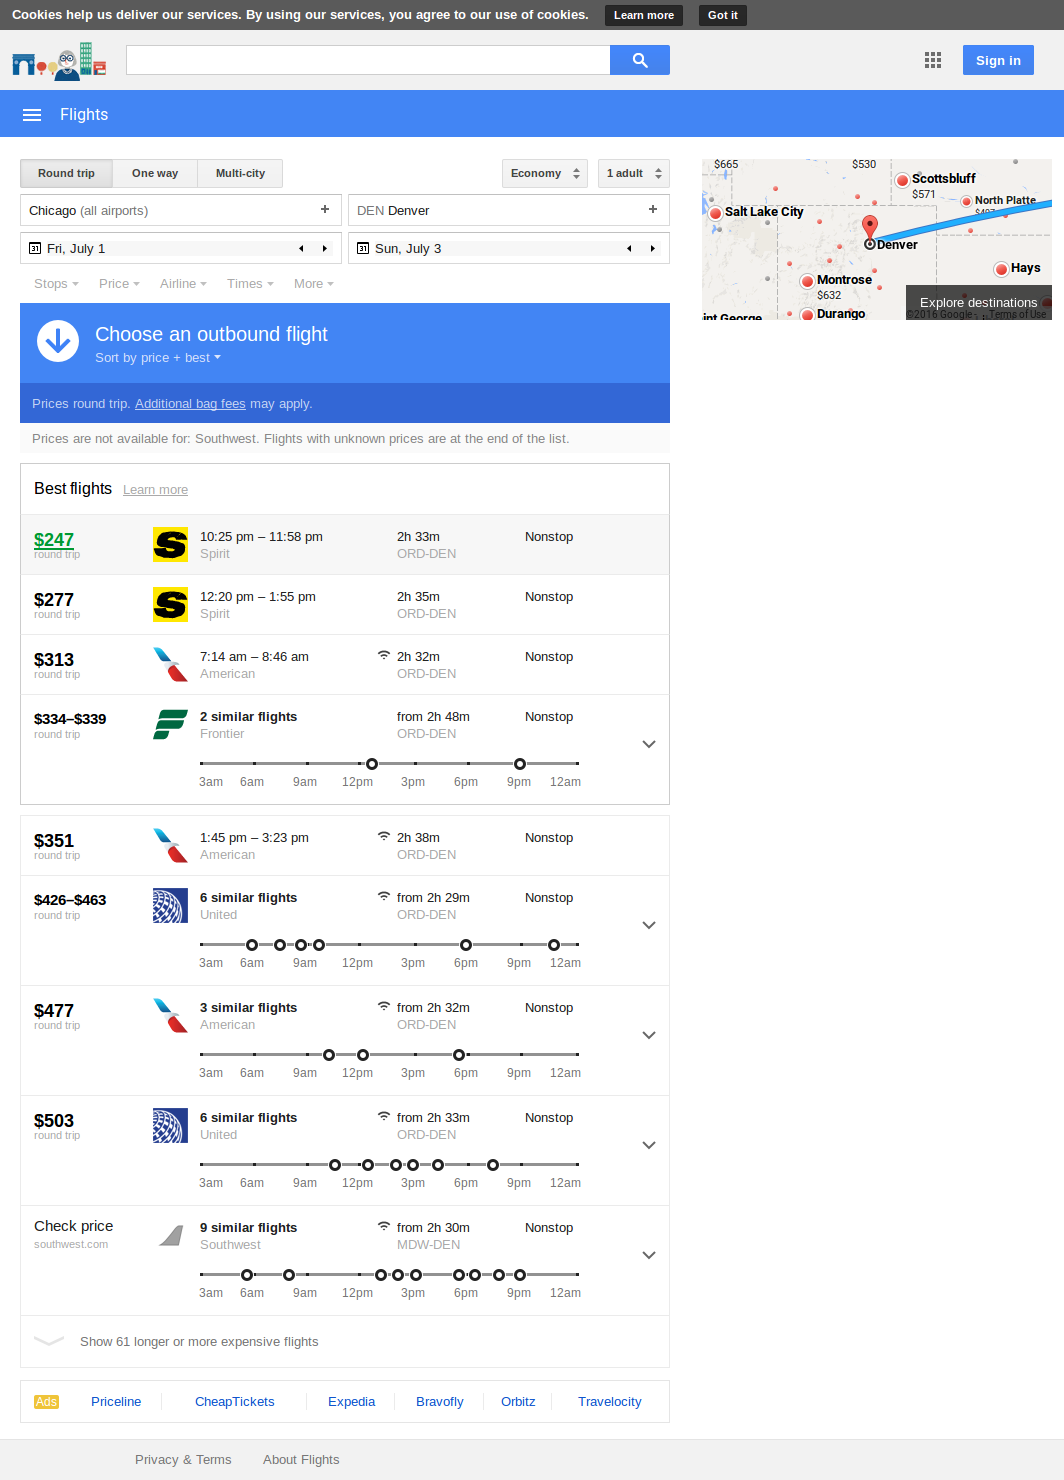 Cookies help us deliver our services. By using our services, you agree to our use of cookies. Learn more Got it
Sign in
Flights
Round trip One way Multi-city Economy 1 adult
Chicago (all airports) + DEN Denver +
31 Fri, July 1 31 Sun, July 3
Stops Price Airline Times More
Choose an outbound flight
Sort by price + best
Prices round trip. Additional bag fees may apply.
Prices are not available for: Southwest. Flights with unknown prices are at the end of the list.
$665 $530
Scottsbluff
$571
North Platte
Salt Lake City
Denver
Hays
Montrose
$632
Explore destinations
Durango
©2016 Google Terms of Use
Best flights Learn more
$247 10:25 pm – 11:58 pm 2h 33m Nonstop
round trip Spirit ORD-DEN
$277 12:20 pm – 1:55 pm 2h 35m Nonstop
round trip Spirit ORD-DEN
$313 7:14 am – 8:46 am 2h 32m Nonstop
round trip American ORD-DEN
$334–$339 2 similar flights from 2h 48m Nonstop
round trip Frontier ORD-DEN
3am 6am 9am 12pm 3pm 6pm 9pm 12am
$351 1:45 pm – 3:23 pm 2h 38m Nonstop
round trip American ORD-DEN
$426–$463 6 similar flights from 2h 29m Nonstop
round trip United ORD-DEN
3am 6am 9am 12pm 3pm 6pm 9pm 12am
$477 3 similar flights from 2h 32m Nonstop
round trip American ORD-DEN
3am 6am 9am 12pm 3pm 6pm 9pm 12am
$503 6 similar flights from 2h 33m Nonstop
round trip United ORD-DEN
3am 6am 9am 12pm 3pm 6pm 9pm 12am
Check price 9 similar flights from 2h 30m Nonstop
southwest.com Southwest MDW-DEN
3am 6am 9am 12pm 3pm 6pm 9pm 12am
Show 61 longer or more expensive flights
Ads Priceline CheapTickets Expedia Bravofly Orbitz Travelocity
Privacy & Terms About Flights